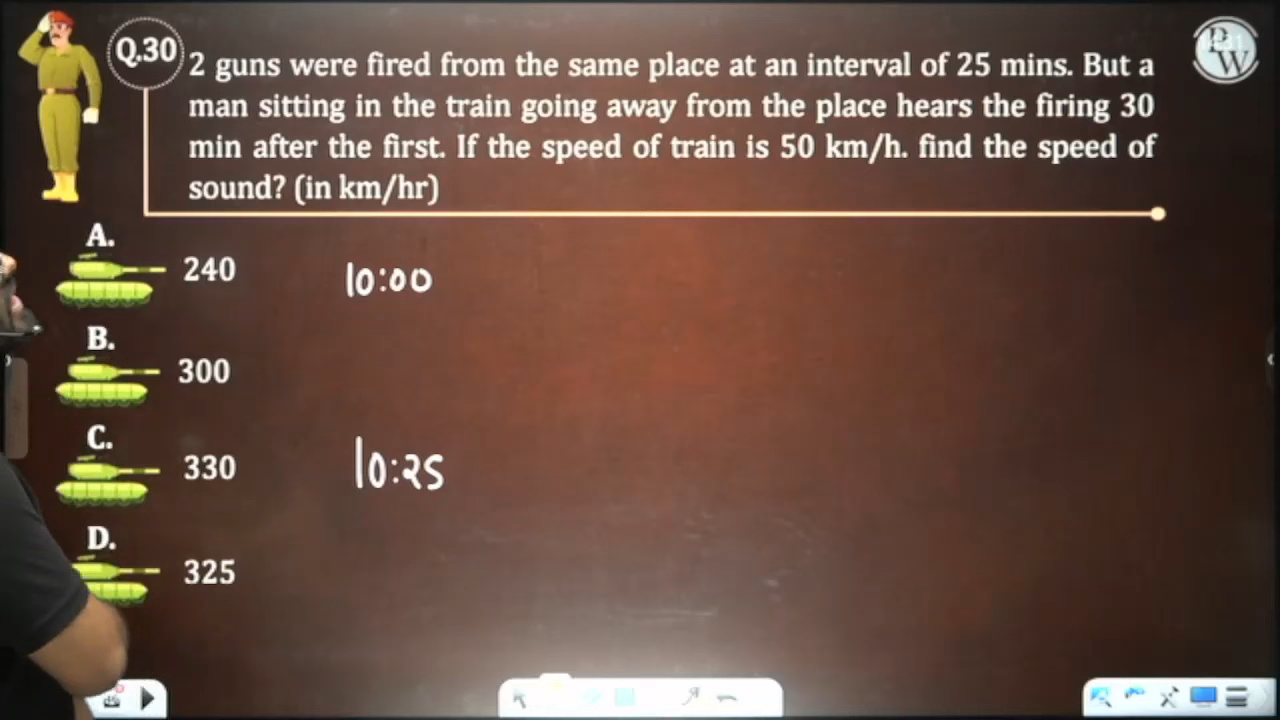 Q.30
2 guns were fired from the same place at an interval of 25 mins. But a
man sitting in the train going away from the place hears the firing 30
min after the first. If the speed of train is 50 km/h. find the speed of
sound? (in km/hr)
PW
A.
240
10:00
B.
300
C.
330
10:25
D.
325